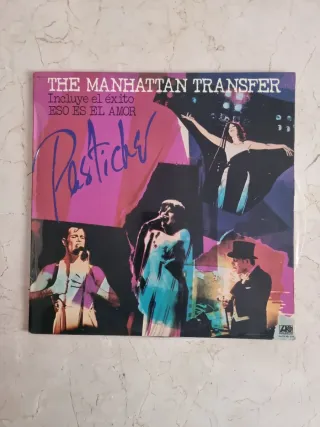 THE MANHATTAN TRANSFER
Incluye el éxito
ESO ES EL AMOR
Pastiche